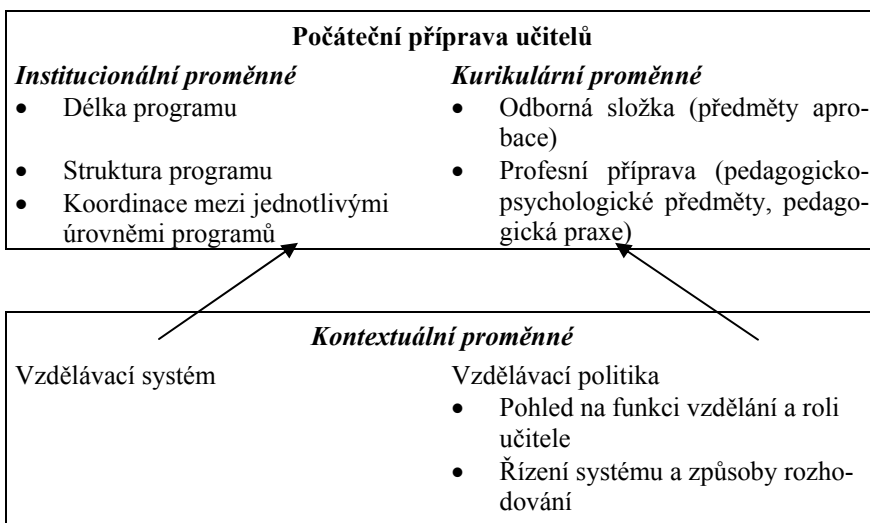 Počáteční příprava učitelů
Institucionální proměnné
• Délka programu
• Struktura programu
• Koordinace mezi jednotlivými
úrovněmi programů
Kurikulární proměnné
• Odborná složka (předměty apro-
bace)
• Profesní příprava (pedagogicko-
psychologické předměty, pedago-
gická praxe)
Kontextuální proměnné
Vzdělávací systém
Vzdělávací politika
• Pohled na funkci vzdělání a roli
učitele
• Řízení systému a způsoby rozho-
dování